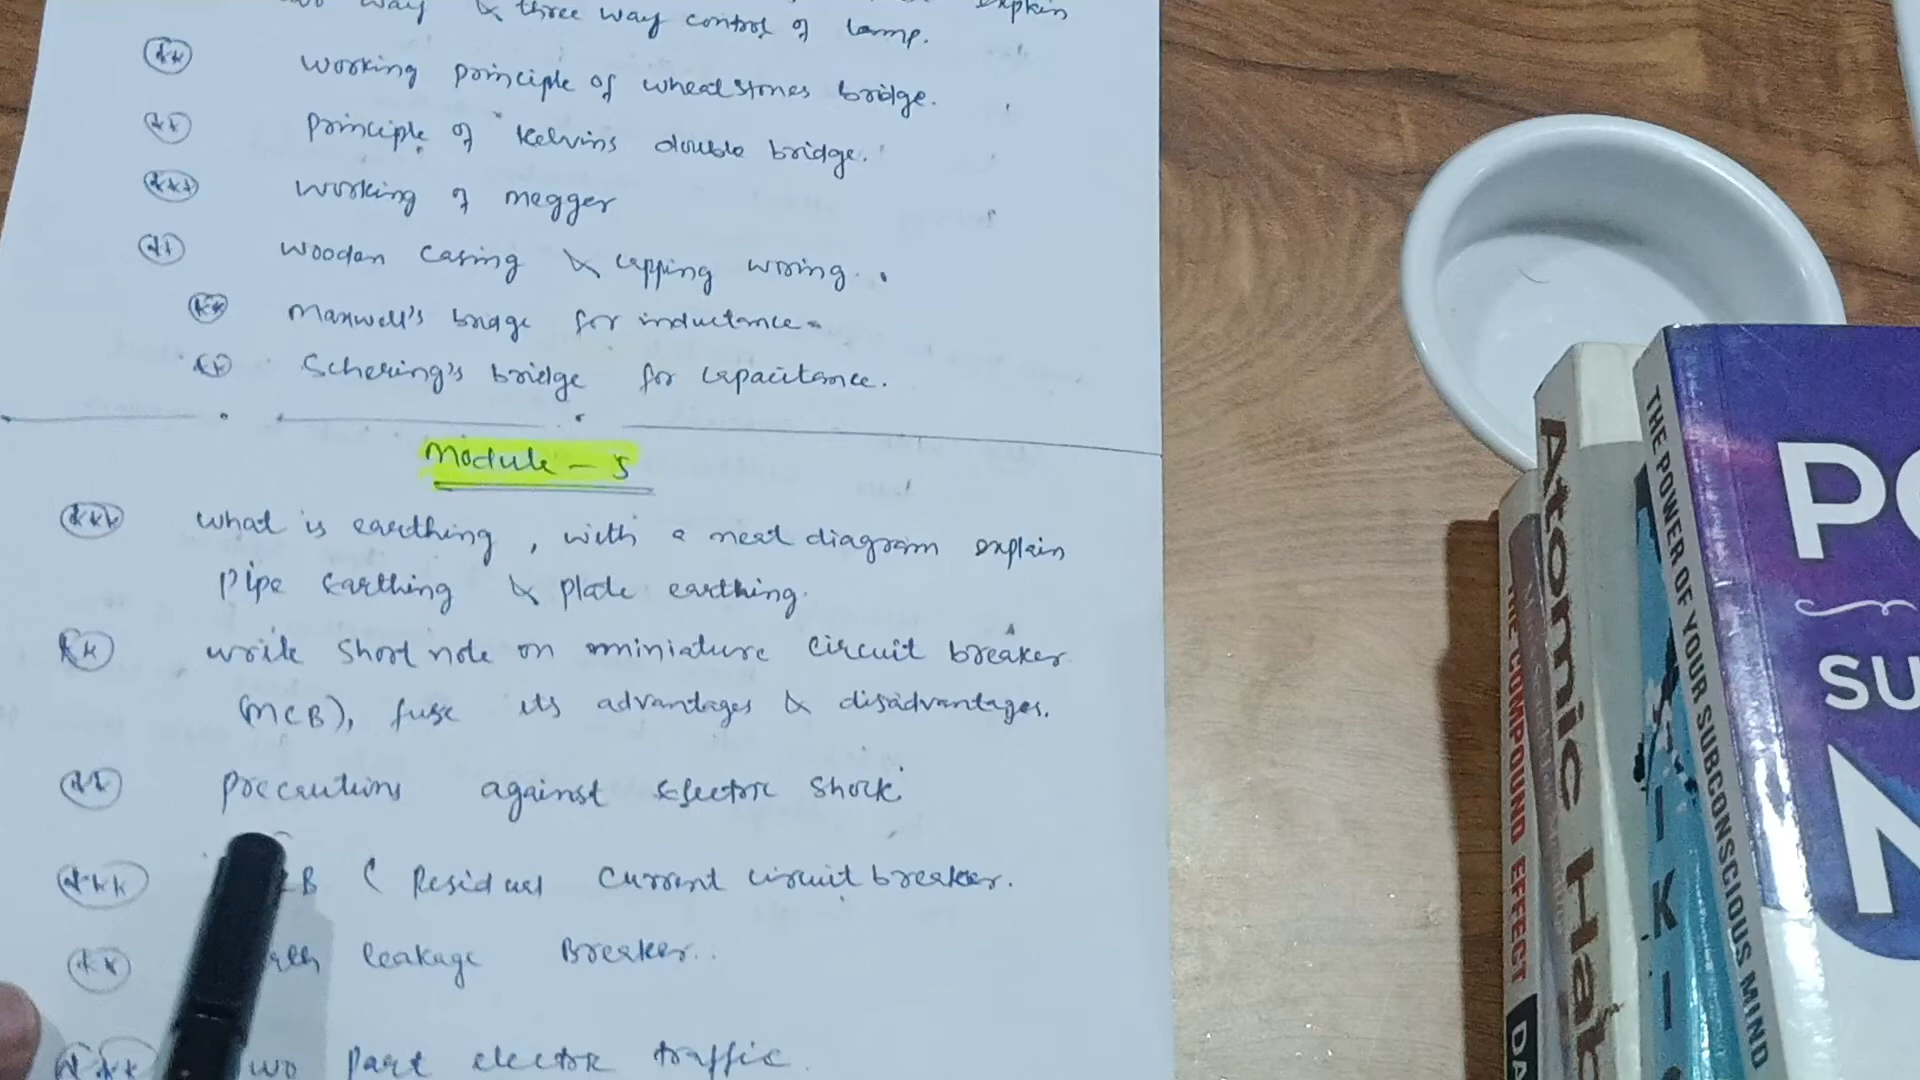 way & three way control of lamp. explain
** working principle of wheatstones bridge.
** Principle of Kelvins double bridge.
*** working of megger
** wooden casing & capping wiring.
** Maxwell's bridge for inductance
** Schering's bridge for capacitance.
Module - 5
*** what is earthing, with a neat diagram explain
pipe earthing & plate earthing.
** write short note on miniature circuit breaker
(MCB), fuse its advantages & disadvantages.
** precautions against Electric shock
*** B ( Residual current circuit breaker.
** leakage Breaker..
*** part electric traffic.
Atomic
THE COMPOUND EFFECT
THE POWER OF YOUR SUBCONSCIOUS MIND